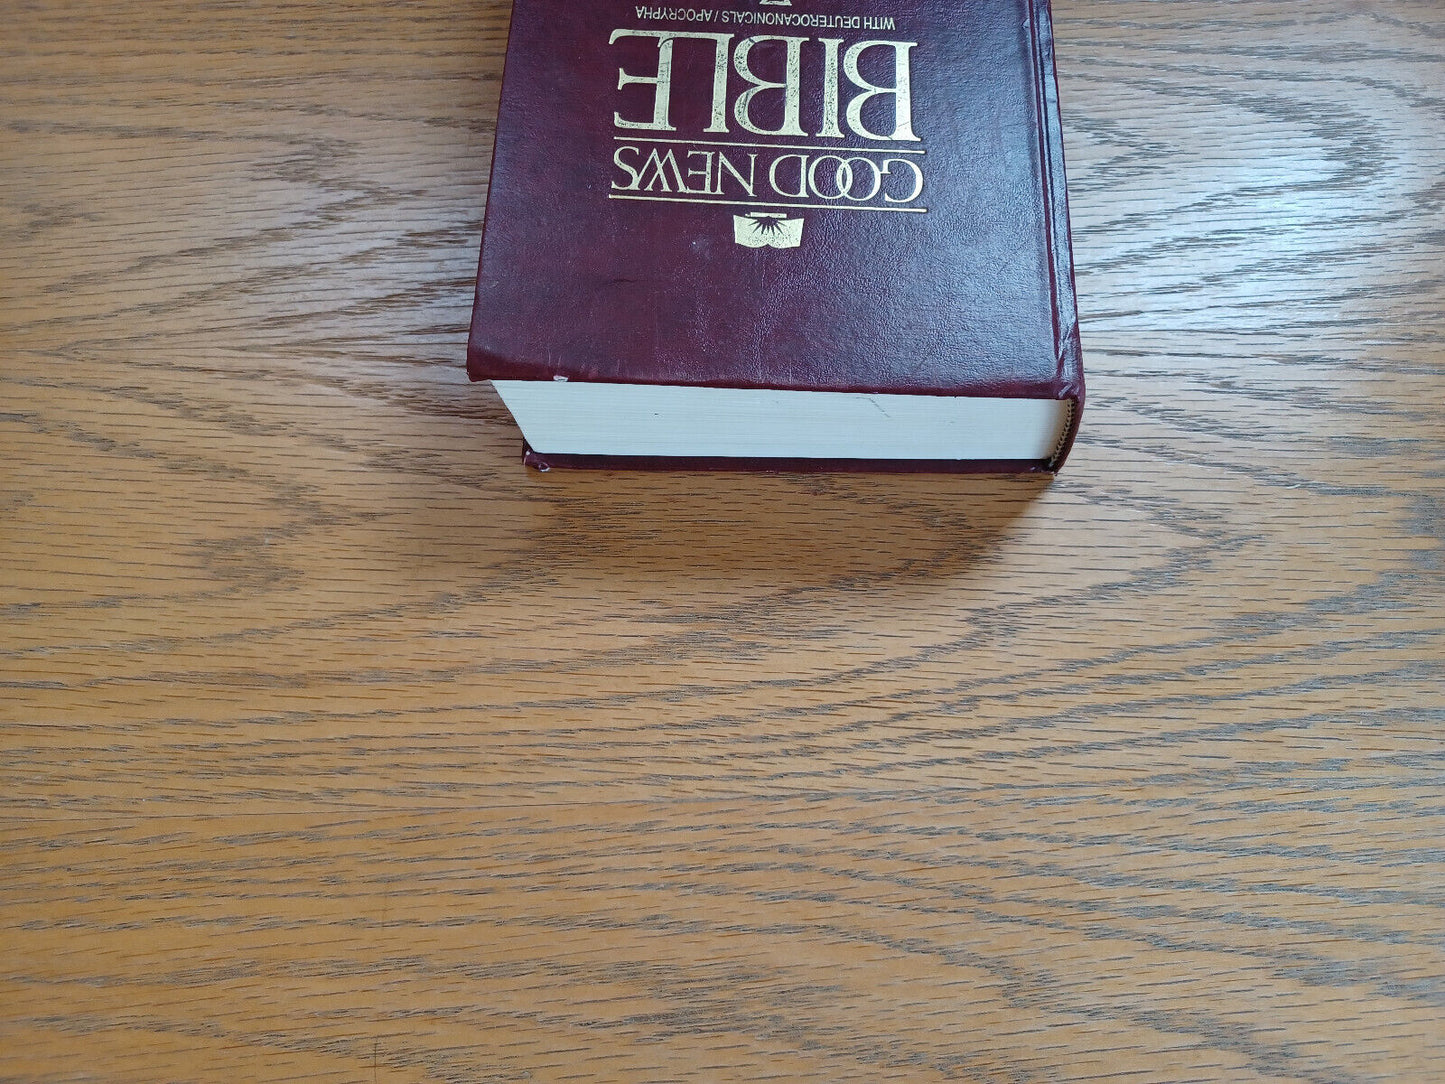 GOOD NEWS
BIBLE
WITH DEUTEROCANONICALS / APOCRYPHA